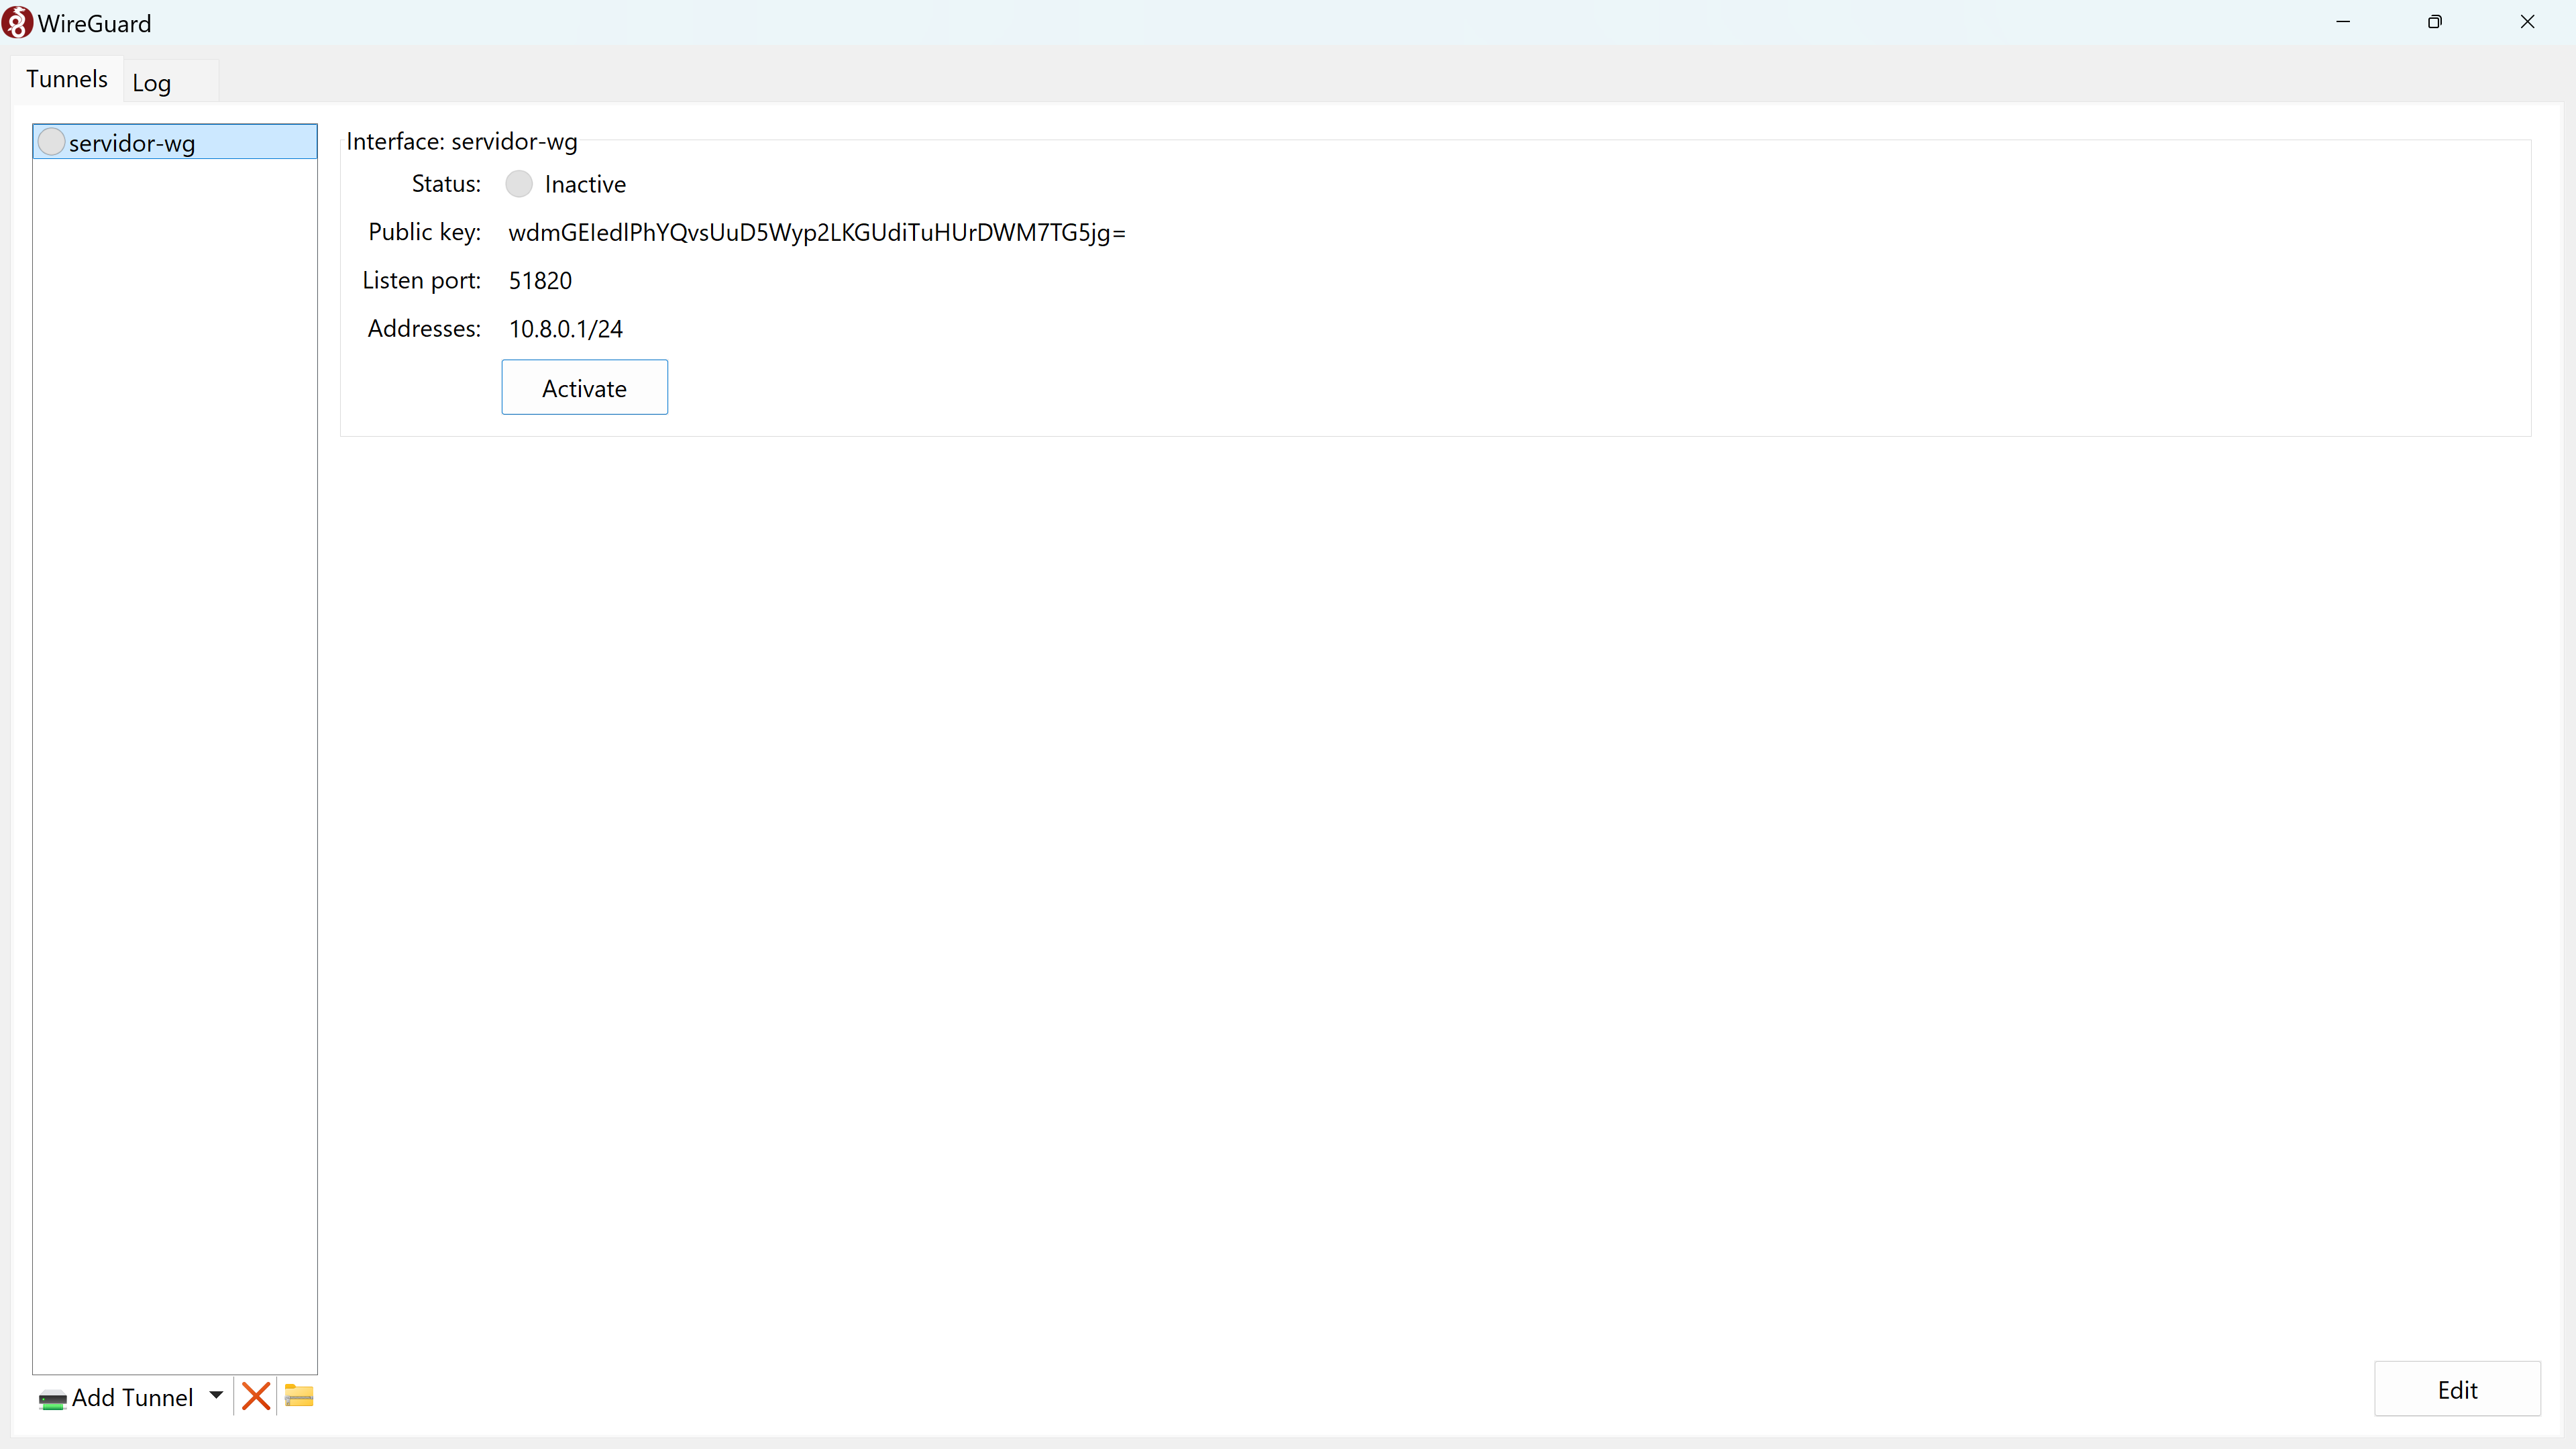 WireGuard
Tunnels
Log
servidor-wg
Interface: servidor-wg
Status: Inactive
Public key: wdmGEIedlPhYQvsUuD5Wyp2LKGUdiTuHUrDWM7TG5jg=
Listen port: 51820
Addresses: 10.8.0.1/24
Activate
Add Tunnel
Edit